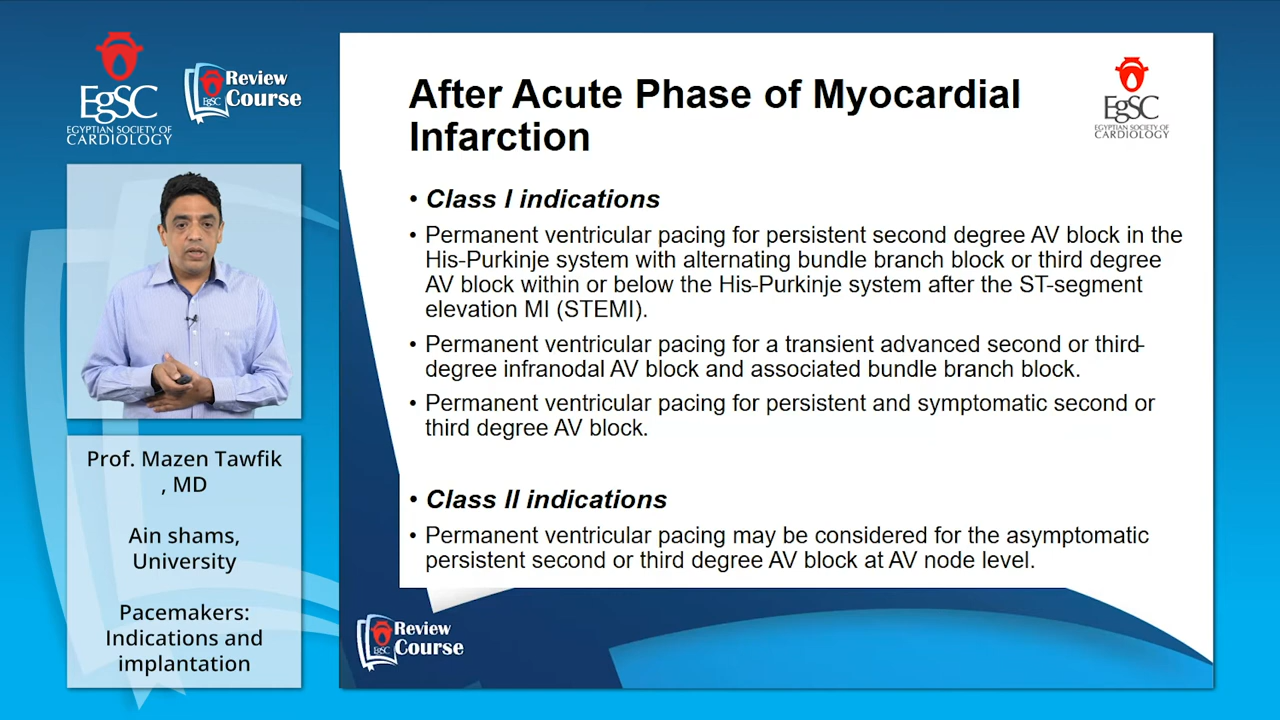 EgSC
EGYPTIAN SOCIETY OF
CARDIOLOGY
EgSC
Review
Course
Prof. Mazen Tawfik
, MD
Ain shams,
University
Pacemakers:
Indications and
implantation
After Acute Phase of Myocardial
Infarction
EgSC
EGYPTIAN SOCIETY OF
CARDIOLOGY
• Class I indications
• Permanent ventricular pacing for persistent second degree AV block in the
His-Purkinje system with alternating bundle branch block or third degree
AV block within or below the His-Purkinje system after the ST-segment
elevation MI (STEMI).
• Permanent ventricular pacing for a transient advanced second or third-
degree infranodal AV block and associated bundle branch block.
• Permanent ventricular pacing for persistent and symptomatic second or
third degree AV block.
• Class II indications
• Permanent ventricular pacing may be considered for the asymptomatic
persistent second or third degree AV block at AV node level.
EgSC
Review
Course